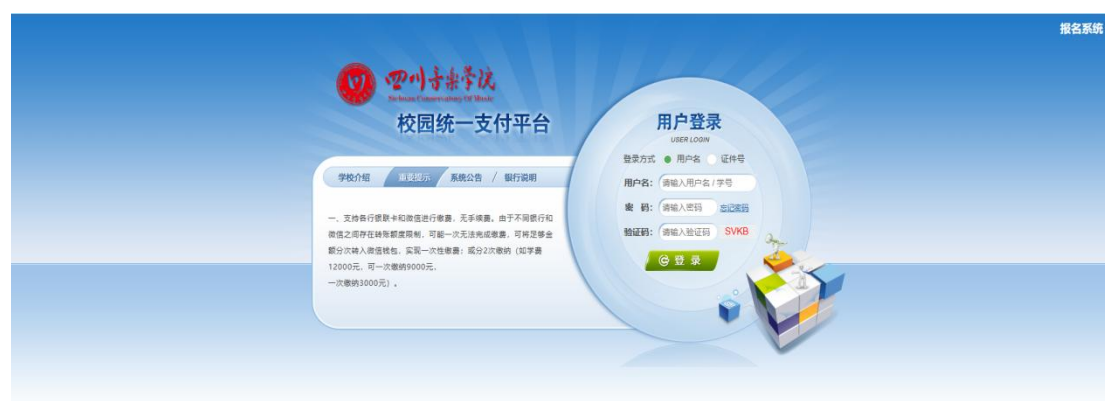 报名系统
四川音乐学院
Sichuan Conservatory Of Music
校园统一支付平台
学校介绍 重要提示 系统公告 / 银行说明
一、支持各行银联卡和微信进行缴费，无手续费。由于不同银行和
微信之间存在转账额度限制，可能一次无法完成缴费，可将足够金
额分次转入微信钱包，实现一次性缴费；或分2次缴纳（如学费
12000元，可一次缴纳9000元，
一次缴纳3000元）。
用户登录
USER LOGIN
登录方式 用户名 证件号
用户名： 请输入用户名 / 学号
密 码： 请输入密码 忘记密码
验证码： 请输入验证码 SVKB
登 录